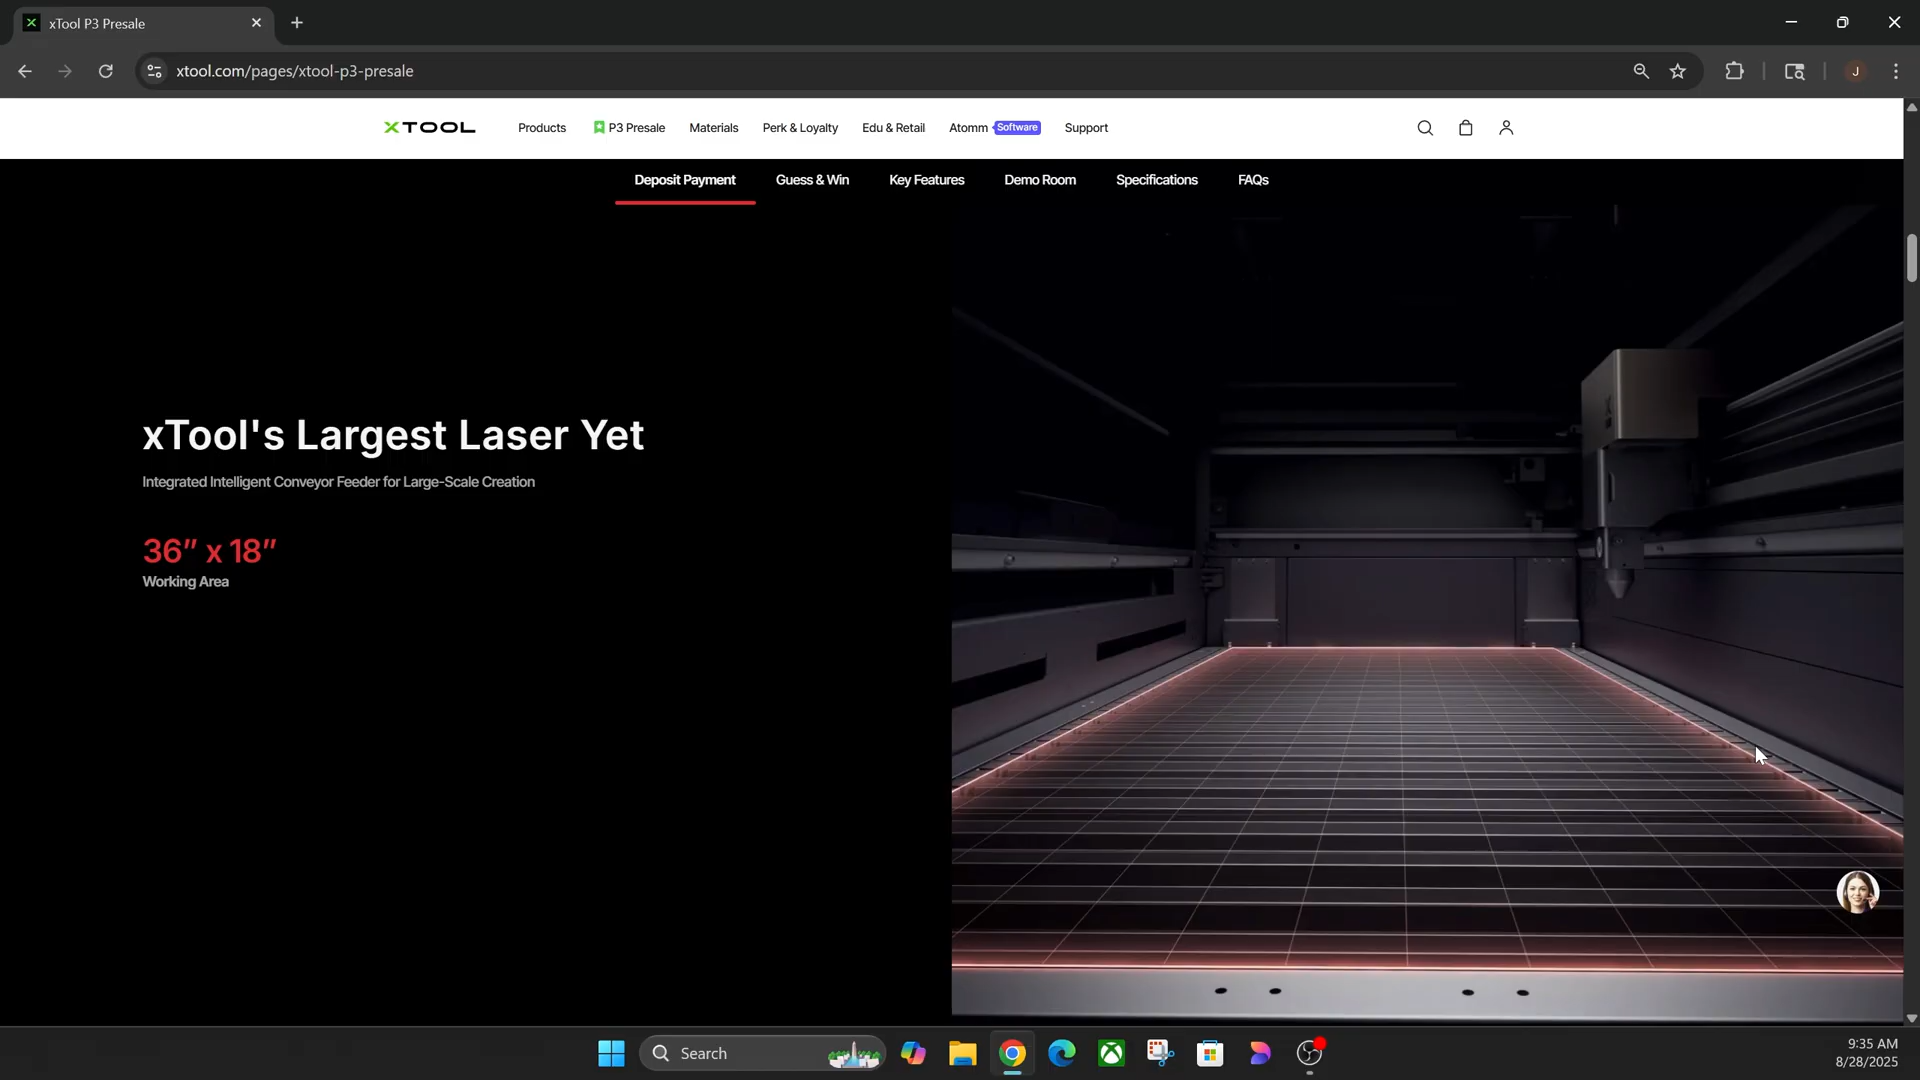 xTool P3 Presale
xtool.com/pages/xtool-p3-presale
J
XTOOL
Products
P3 Presale
Materials
Perk & Loyalty
Edu & Retail
Atomm Software
Support
Deposit Payment
Guess & Win
Key Features
Demo Room
Specifications
FAQs
xTool's Largest Laser Yet
Integrated Intelligent Conveyor Feeder for Large-Scale Creation
36” x 18”
Working Area
Search
9:35 AM
8/28/2025